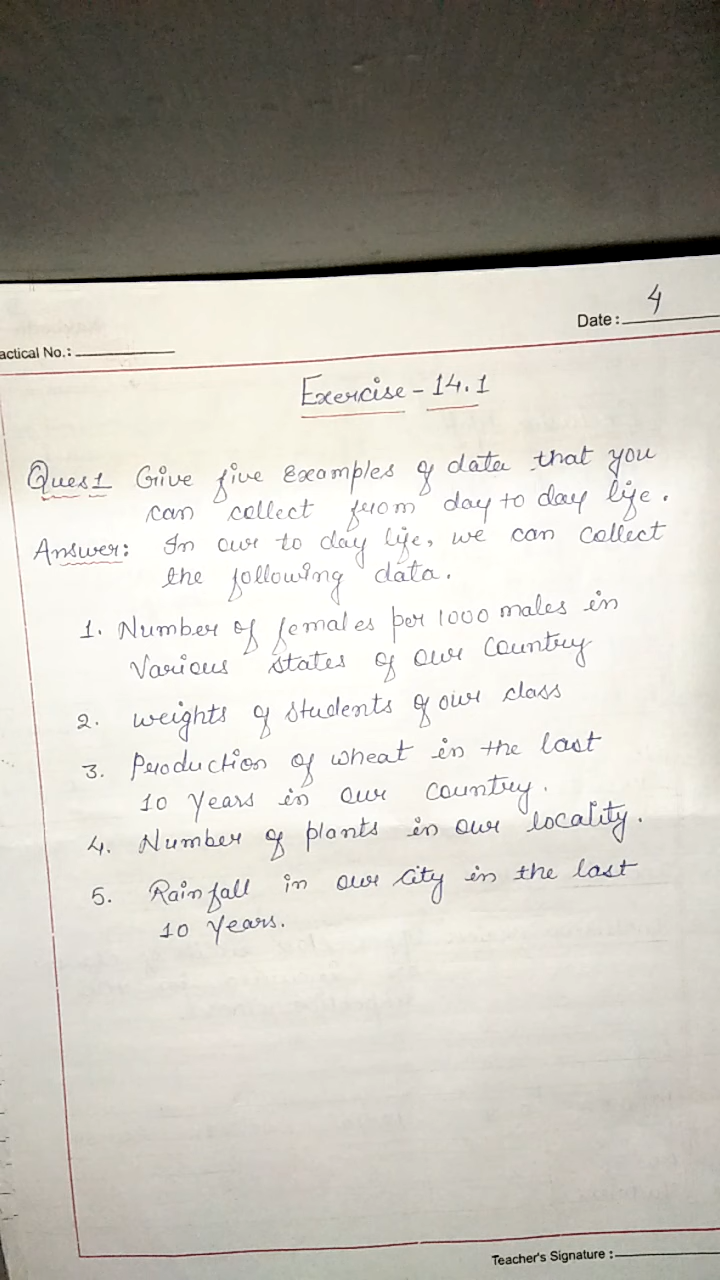 4
Date:
actical No.:
Exercise - 14.1
Ques 1 Give five examples of data that you
can collect from day to day life.
Answer: In our to day life, we can collect
the following data.
1. Number of females per 1000 males in
Various states of our Country
2. weights of students of our class
3. Production of wheat in the last
10 Years in our country.
4. Number of plants in our locality.
5. Rainfall in our city in the last
10 Years.
Teacher's Signature :